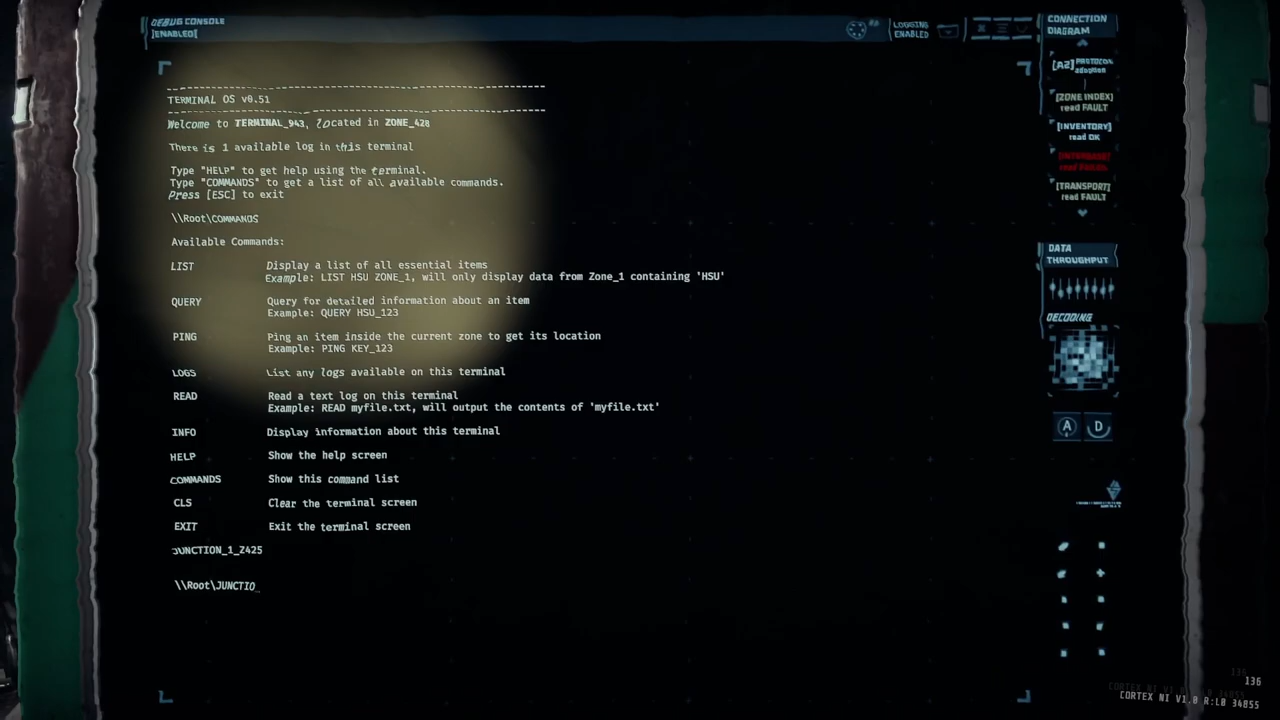 DEBUG CONSOLE
]ENABLED[
LOGGING
ENABLED
CONNECTION
DIAGRAM
TERMINAL OS v0.51
Welcome to TERMINAL_943, located in ZONE_428
There is 1 available log in this terminal
Type "HELP" to get help using the terminal.
Type "COMMANDS" to get a list of all available commands.
Press [ESC] to exit
\\Root\COMMANDS
Available Commands:
LIST Display a list of all essential items
Example: LIST HSU ZONE_1, will only display data from Zone_1 containing 'HSU'
QUERY Query for detailed information about an item
Example: QUERY HSU_123
PING Ping an item inside the current zone to get its location
Example: PING KEY_123
LOGS List any logs available on this terminal
READ Read a text log on this terminal
Example: READ myfile.txt, will output the contents of 'myfile.txt'
INFO Display information about this terminal
HELP Show the help screen
COMMANDS Show this command list
CLS Clear the terminal screen
EXIT Exit the terminal screen
JUNCTION_1_Z425
\\Root\JUNCTIO_
[A2] PROTOCOL
[ZONE INDEX]
read FAULT
[INVENTORY]
read OK
read FAILED
[TRANSPORT]
read FAULT
DATA
THROUGHPUT
DECODING
A D
136
CORTEX NI V1.0 R:L0 34855